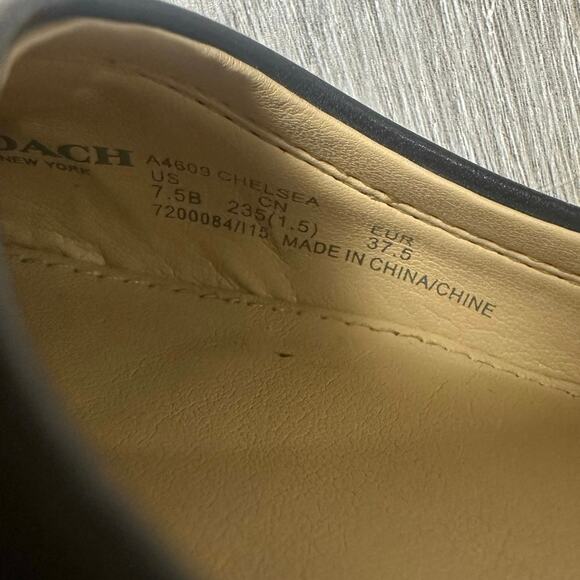 OACH
NEW YORK
A4609 CHELSEA
US CN EUR
7.5B 235(1.5) 37.5
7200084/I15 MADE IN CHINA/CHINE